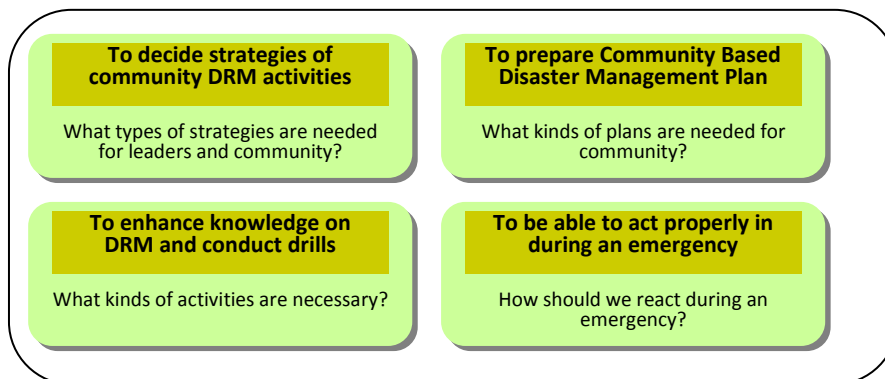 To decide strategies of
community DRM activities
What types of strategies are needed
for leaders and community?
To prepare Community Based
Disaster Management Plan
What kinds of plans are needed for
community?
To enhance knowledge on
DRM and conduct drills
What kinds of activities are necessary?
To be able to act properly in
during an emergency
How should we react during an
emergency?